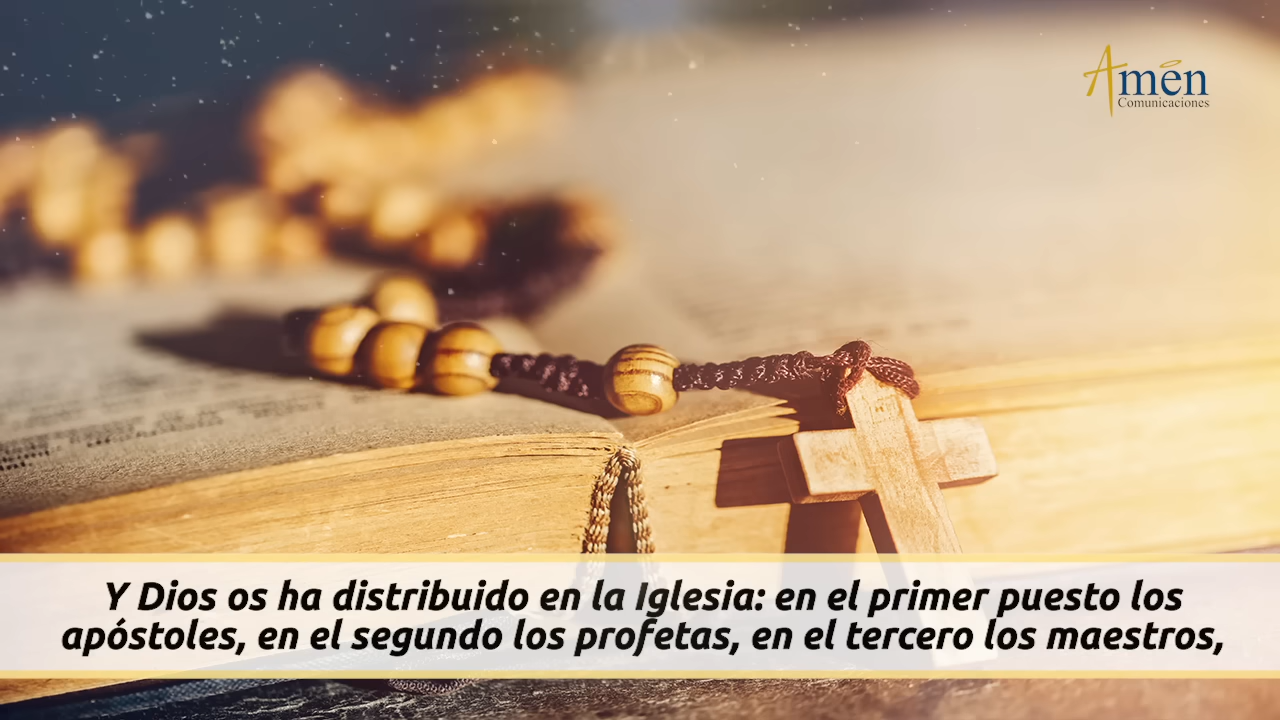 Amén
Comunicaciones
Y Dios os ha distribuido en la Iglesia: en el primer puesto los
apóstoles, en el segundo los profetas, en el tercero los maestros,